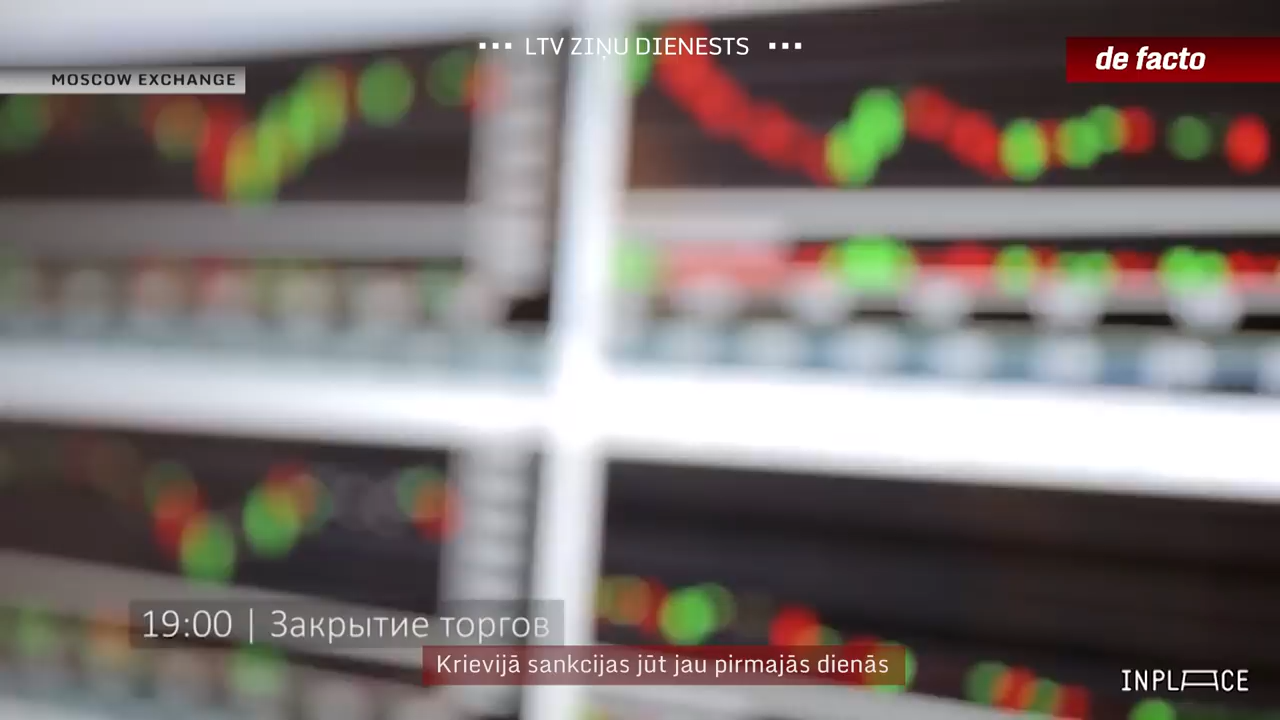 LTV ZIŅU DIENESTS
de facto
MOSCOW EXCHANGE
19:00 | Закрытие торгов
Krievijā sankcijas jūt jau pirmajās dienās
INPLACE